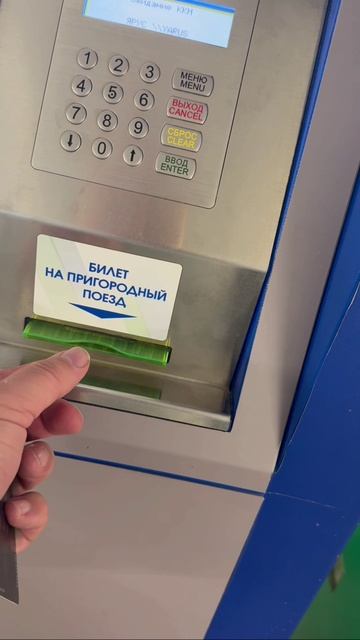 ККМ
1 2 3 МЕНЮ
MENU
4 5 6 ВЫХОД
CANCEL
7 8 9 СБРОС
CLEAR
↓ 0 ↑ ВВОД
ENTER
БИЛЕТ
НА ПРИГОРОДНЫЙ
ПОЕЗД